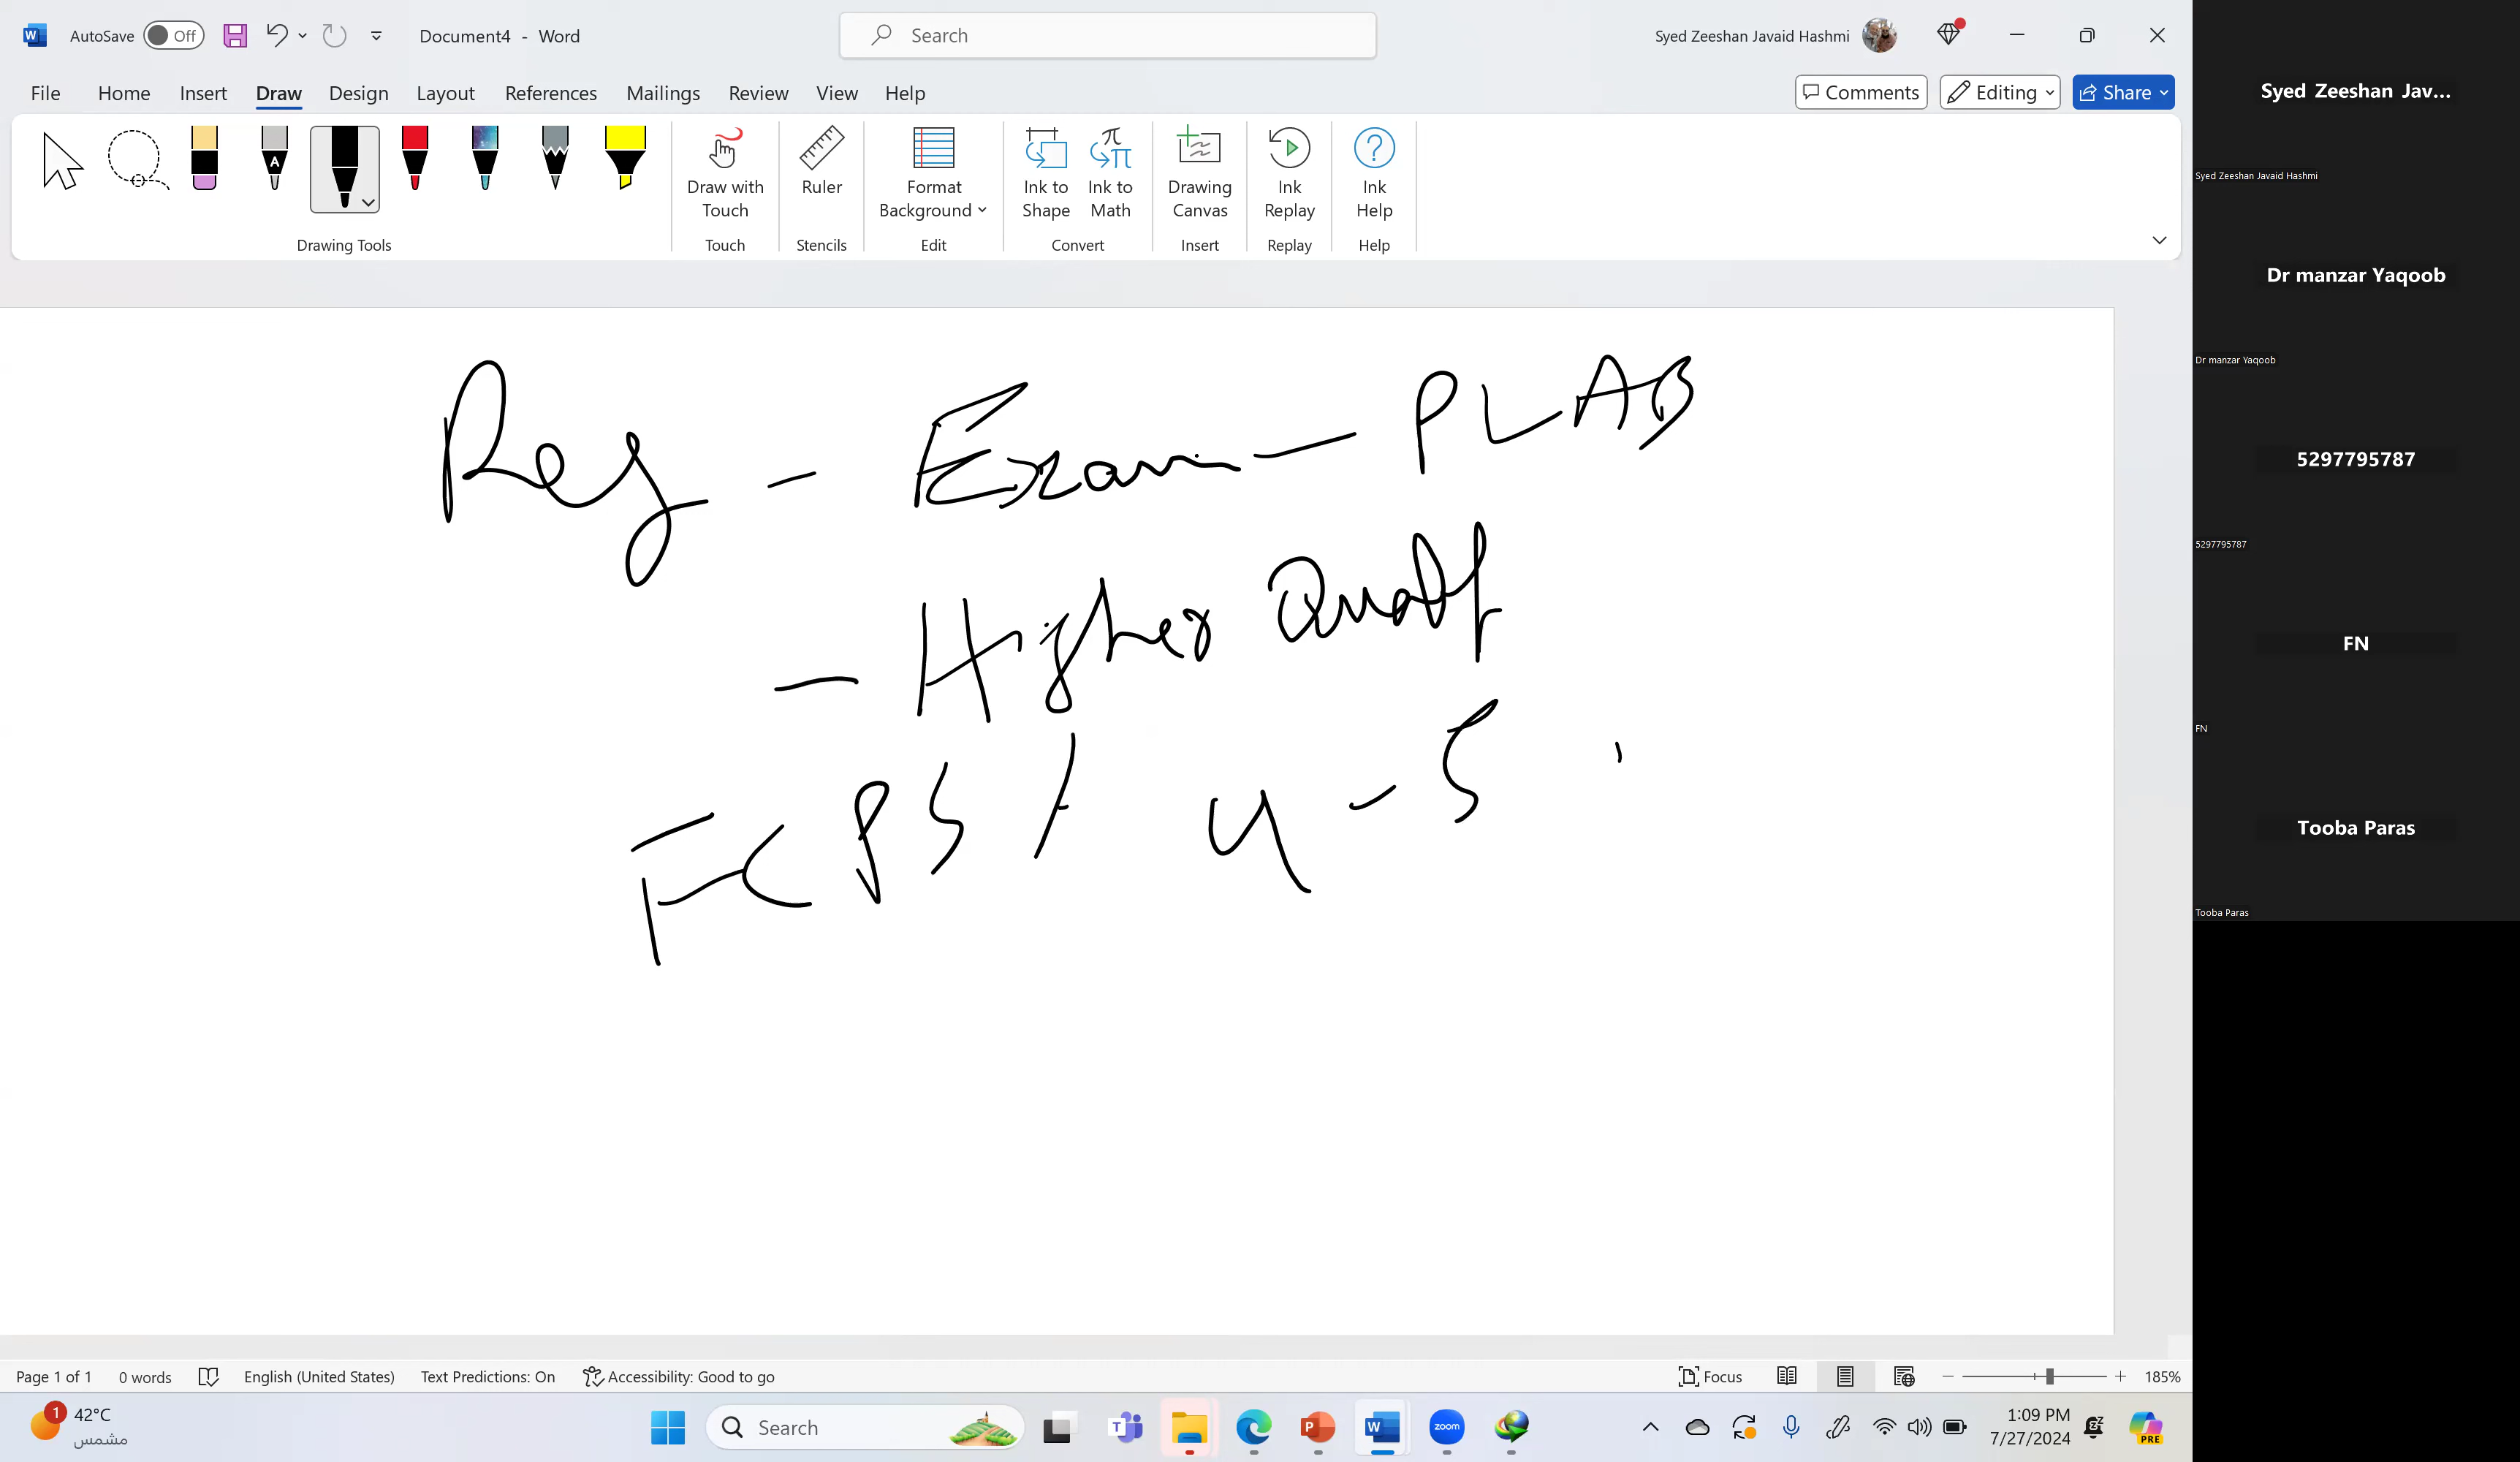 AutoSave Off Document4 - Word Search Syed Zeeshan Javaid Hashmi
File Home Insert Draw Design Layout References Mailings Review View Help Comments Editing Share
A
Draw with Touch Ruler Format Background Ink to Shape Ink to Math Drawing Canvas Ink Replay Ink Help
Drawing Tools Touch Stencils Edit Convert Insert Replay Help
Reg - Exam - PLAB
- Higher Qualf
FCPS / 4 - 5
Page 1 of 1 0 words English (United States) Text Predictions: On Accessibility: Good to go Focus 185%
1 42°C
مشمس
Search
zoom
1:09 PM
7/27/2024
PRE
Syed Zeeshan Jav...
Syed Zeeshan Javaid Hashmi
Dr manzar Yaqoob
Dr manzar Yaqoob
5297795787
5297795787
FN
FN
Tooba Paras
Tooba Paras